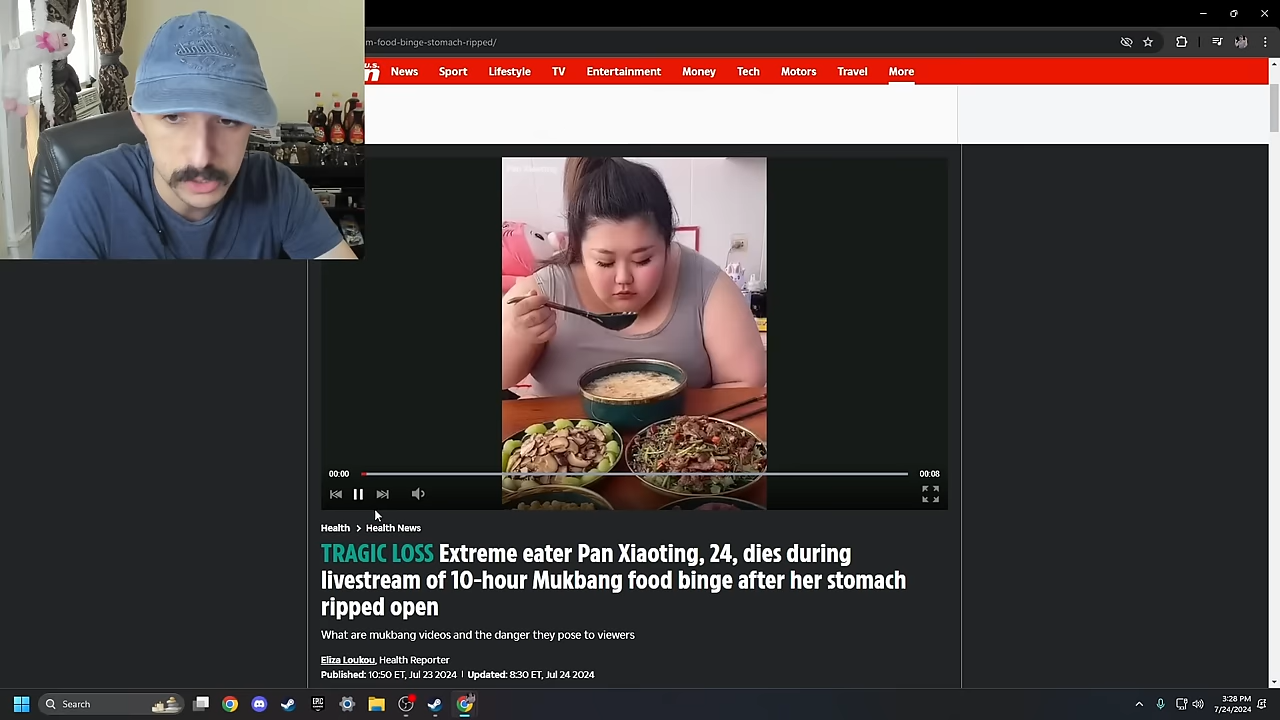 m-food-binge-stomach-ripped/
U.S.
News Sport Lifestyle TV Entertainment Money Tech Motors Travel More
Pan Xiaoting
00:00 00:08
Health > Health News
TRAGIC LOSS Extreme eater Pan Xiaoting, 24, dies during
livestream of 10-hour Mukbang food binge after her stomach
ripped open
What are mukbang videos and the danger they pose to viewers
Eliza Loukou, Health Reporter
Published: 10:50 ET, Jul 23 2024 | Updated: 8:30 ET, Jul 24 2024
Search
3:28 PM
7/24/2024